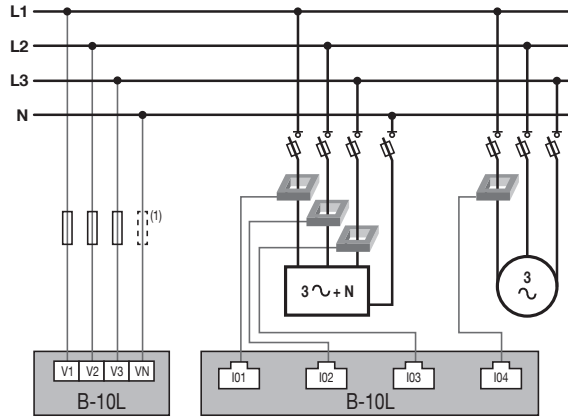 L1
L2
L3
N
(1)
3 ∿ + N
3
∿
V1 V2 V3 VN
B-10L
I01 I02 I03 I04
B-10L